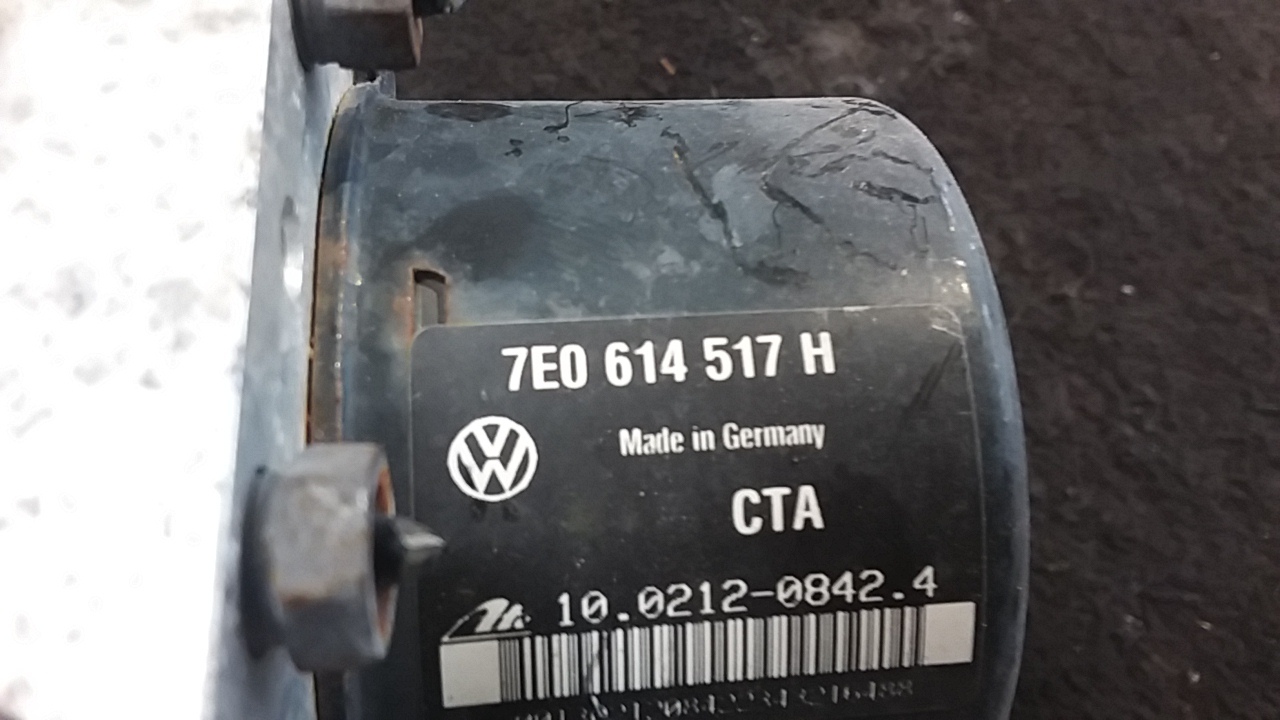 7E0 614 517 H
Made in Germany
CTA
10.0212-0842.4